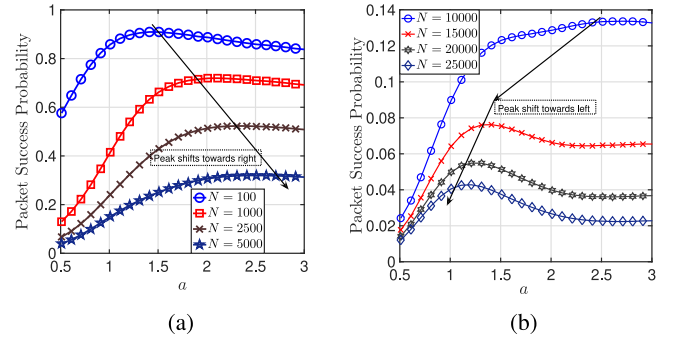 Packet Success Probability
1
0.8
0.6
0.4
0.2
0
0.5
1
1.5
2
2.5
3
a
Peak shifts towards right
N = 100
N = 1000
N = 2500
N = 5000
(a)
Packet Success Probability
0.14
0.12
0.1
0.08
0.06
0.04
0.02
0
0.5
1
1.5
2
2.5
3
a
N = 10000
N = 15000
N = 20000
N = 25000
Peak shift towards left
(b)